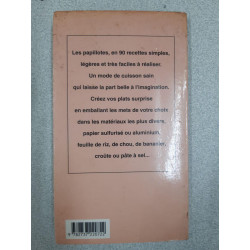 Les papillotes, en 90 recettes simples,
légères et très faciles à réaliser.
Un mode de cuisson sain
qui laisse la part belle à l'imagination.
Créez vos plats surprise
en emballant les mets de votre choix
dans les matériaux les plus divers,
papier sulfurisé ou aluminium,
feuille de riz, de chou, de bananier,
croûte ou pâte à sel...